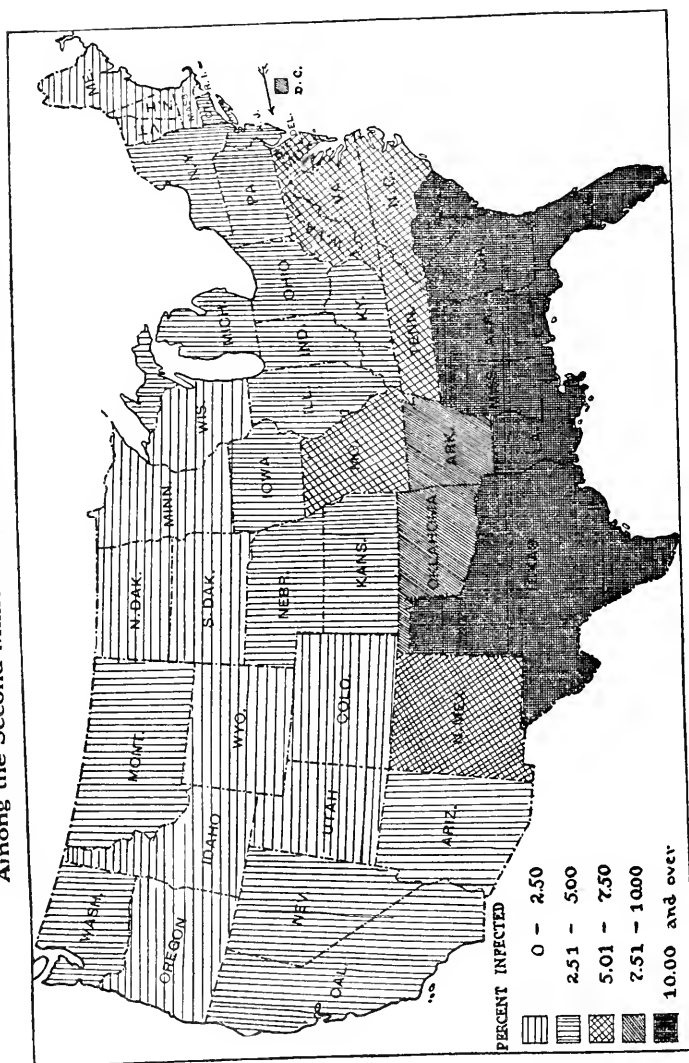 Among the Second
WASH.
OREGON
CAL.
NEV.
IDAHO
MONT.
WYO.
UTAH
COLO.
ARIZ.
N. MEX.
N. DAK.
S. DAK.
NEBR.
KANS.
OKLAHOMA
TEXAS
MINN.
IOWA
MO.
ARK.
LA.
WIS.
ILL.
MICH.
IND.
OHIO
KY.
TENN.
MISS.
ALA.
GA.
N.C.
VA.
W.VA.
PA.
N.Y.
ME.
N.J.
DEL.
R.I.
D.C.
PERCENT INFECTED
0 - 2.50
2.51 - 5.00
5.01 - 7.50
7.51 - 10.00
10.00 and over